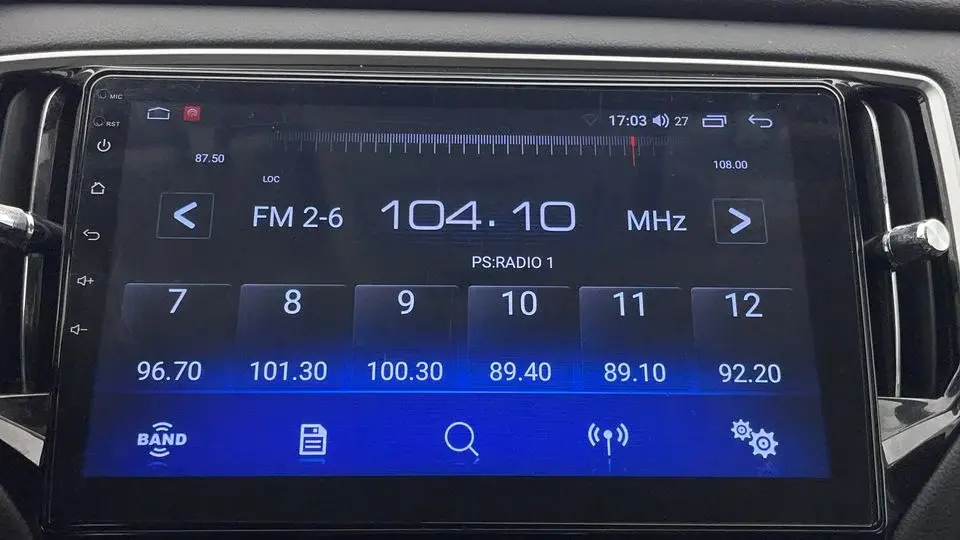 MIC
17:03 27
RST
87.50 108.00
LOC
FM 2-6 104.10 MHz
PS:RADIO 1
7 8 9 10 11 12
96.70 101.30 100.30 89.40 89.10 92.20
BAND